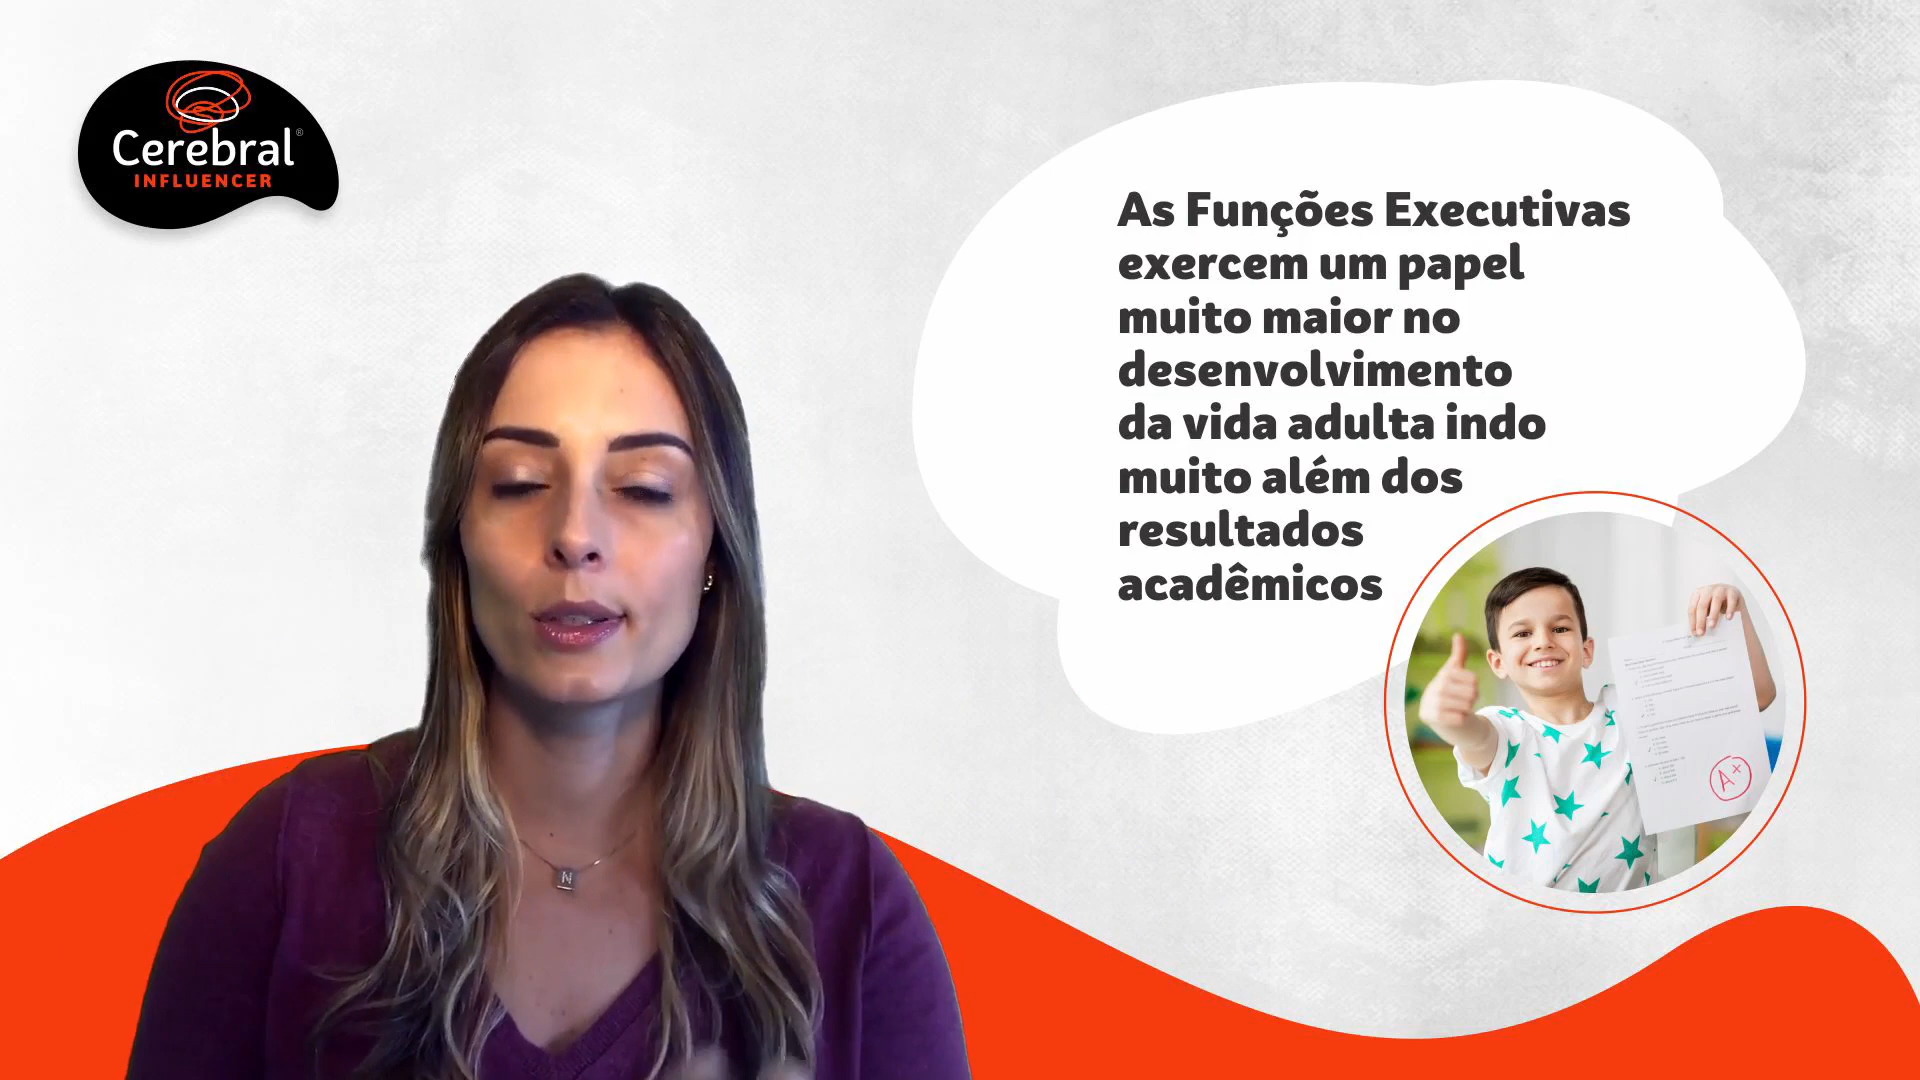 Cerebral®
INFLUENCER
As Funções Executivas
exercem um papel
muito maior no
desenvolvimento
da vida adulta indo
muito além dos
resultados
acadêmicos
N
A+